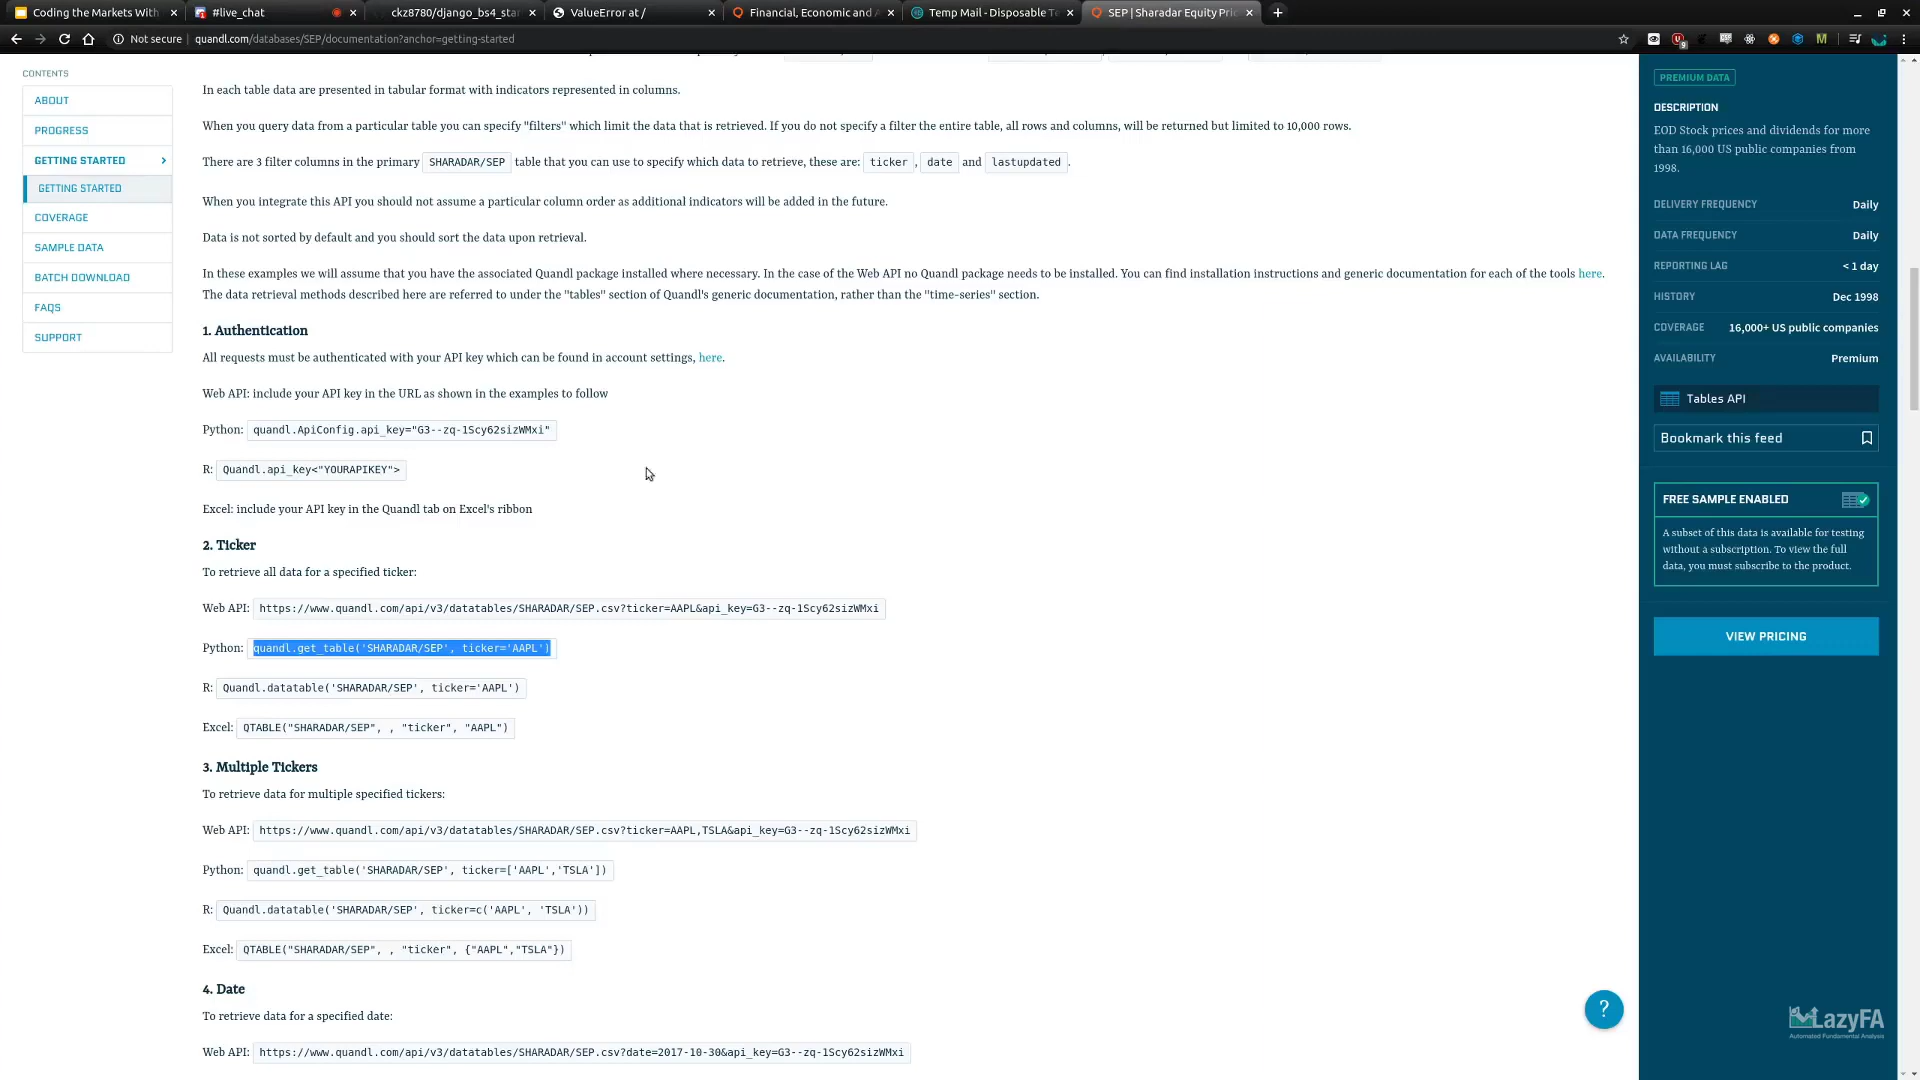 Coding the Markets With
#live_chat
ckz8780/django_bs4_sta
ValueError at /
Financial, Economic and A
Temp Mail - Disposable Te
SEP | Sharadar Equity Pric
Not secure quandl.com/databases/SEP/documentation?anchor=getting-started
9
CONTENTS
ABOUT
PROGRESS
GETTING STARTED
GETTING STARTED
COVERAGE
SAMPLE DATA
BATCH DOWNLOAD
FAQS
SUPPORT
In each table data are presented in tabular format with indicators represented in columns.
When you query data from a particular table you can specify "filters" which limit the data that is retrieved. If you do not specify a filter the entire table, all rows and columns, will be returned but limited to 10,000 rows.
There are 3 filter columns in the primary SHARADAR/SEP table that you can use to specify which data to retrieve, these are: ticker , date and lastupdated .
When you integrate this API you should not assume a particular column order as additional indicators will be added in the future.
Data is not sorted by default and you should sort the data upon retrieval.
In these examples we will assume that you have the associated Quandl package installed where necessary. In the case of the Web API no Quandl package needs to be installed. You can find installation instructions and generic documentation for each of the tools here.
The data retrieval methods described here are referred to under the "tables" section of Quandl's generic documentation, rather than the "time-series" section.
1. Authentication
All requests must be authenticated with your API key which can be found in account settings, here.
Web API: include your API key in the URL as shown in the examples to follow
Python: quandl.ApiConfig.api_key="G3--zq-1Scy62sizWMxi"
R: Quandl.api_key<"YOURAPIKEY">
Excel: include your API key in the Quandl tab on Excel's ribbon
2. Ticker
To retrieve all data for a specified ticker:
Web API: https://www.quandl.com/api/v3/datatables/SHARADAR/SEP.csv?ticker=AAPL&api_key=G3--zq-1Scy62sizWMxi
Python: quandl.get_table('SHARADAR/SEP', ticker='AAPL')
R: Quandl.datatable('SHARADAR/SEP', ticker='AAPL')
Excel: QTABLE("SHARADAR/SEP", , "ticker", "AAPL")
3. Multiple Tickers
To retrieve data for multiple specified tickers:
Web API: https://www.quandl.com/api/v3/datatables/SHARADAR/SEP.csv?ticker=AAPL,TSLA&api_key=G3--zq-1Scy62sizWMxi
Python: quandl.get_table('SHARADAR/SEP', ticker=['AAPL','TSLA'])
R: Quandl.datatable('SHARADAR/SEP', ticker=c('AAPL', 'TSLA'))
Excel: QTABLE("SHARADAR/SEP", , "ticker", {"AAPL","TSLA"})
4. Date
To retrieve data for a specified date:
Web API: https://www.quandl.com/api/v3/datatables/SHARADAR/SEP.csv?date=2017-10-30&api_key=G3--zq-1Scy62sizWMxi
PREMIUM DATA
DESCRIPTION
EOD Stock prices and dividends for more
than 16,000 US public companies from
1998.
DELIVERY FREQUENCY Daily
DATA FREQUENCY Daily
REPORTING LAG < 1 day
HISTORY Dec 1998
COVERAGE 16,000+ US public companies
AVAILABILITY Premium
Tables API
Bookmark this feed
FREE SAMPLE ENABLED
A subset of this data is available for testing
without a subscription. To view the full
data, you must subscribe to the product.
VIEW PRICING
?
LazyFA
Automated Fundamental Analysis